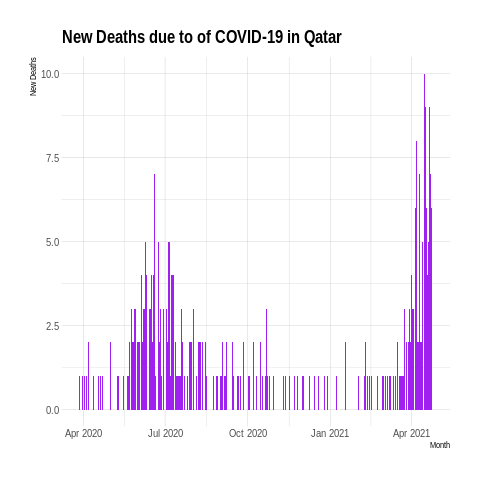 New Deaths due to of COVID-19 in Qatar
New Deaths
10.0
7.5
5.0
2.5
0.0
Apr 2020 Jul 2020 Oct 2020 Jan 2021 Apr 2021
Month